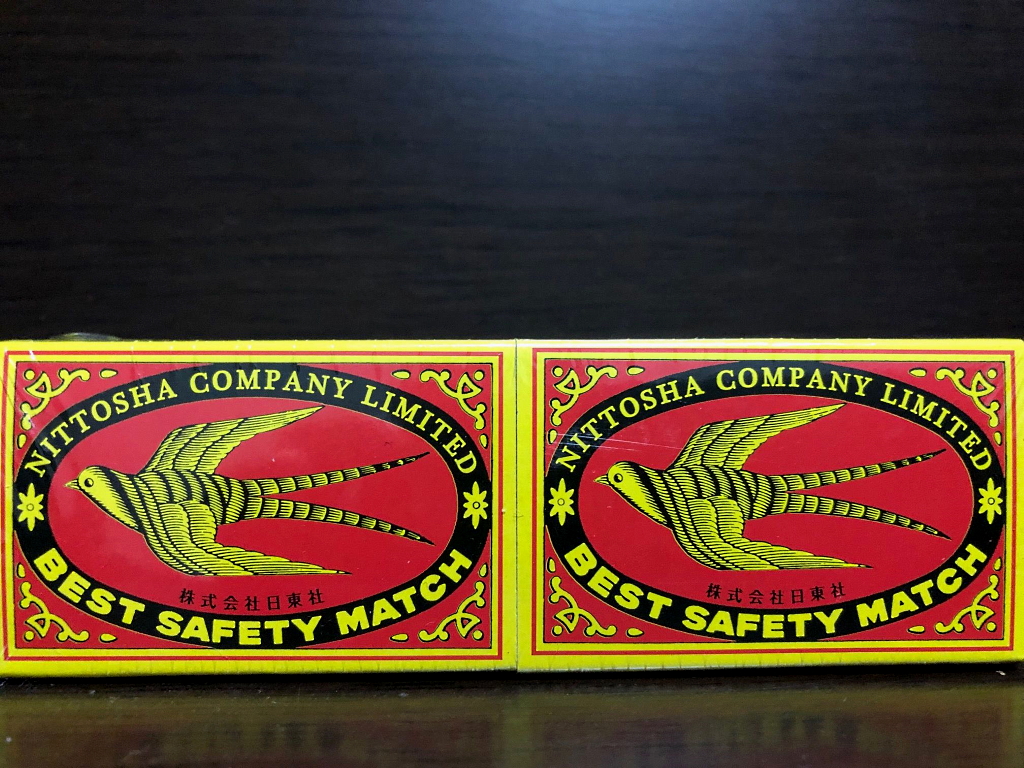 NITTOSHA COMPANY LIMITED
株式会社日東社
BEST SAFETY MATCH
NITTOSHA COMPANY LIMITED
株式会社日東社
BEST SAFETY MATCH